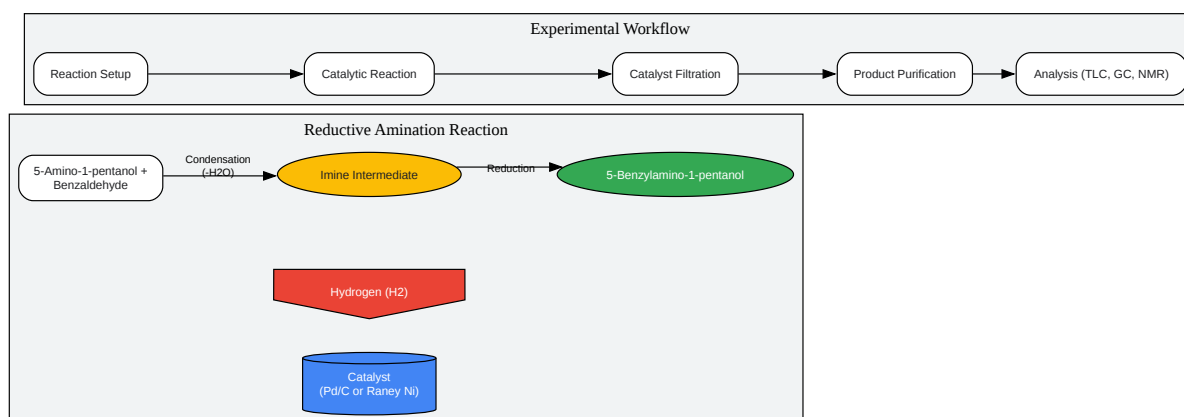 Experimental Workflow
Reaction Setup
Catalytic Reaction
Catalyst Filtration
Product Purification
Analysis (TLC, GC, NMR)
Reductive Amination Reaction
5-Amino-1-pentanol +
Benzaldehyde
Condensation
(-H2O)
Imine Intermediate
Reduction
5-Benzylamino-1-pentanol
Hydrogen (H2)
Catalyst
(Pd/C or Raney Ni)